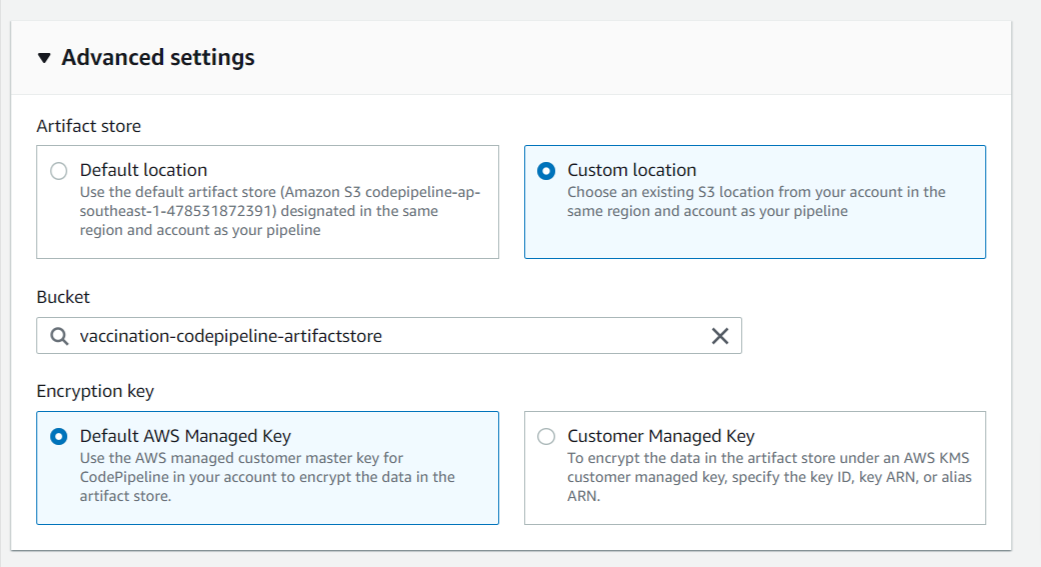 Advanced settings
Artifact store
Default location
Use the default artifact store (Amazon S3 codepipeline-ap-
southeast-1-478531872391) designated in the same
region and account as your pipeline
Custom location
Choose an existing S3 location from your account in the
same region and account as your pipeline
Bucket
vaccination-codepipeline-artifactstore
Encryption key
Default AWS Managed Key
Use the AWS managed customer master key for
CodePipeline in your account to encrypt the data in the
artifact store.
Customer Managed Key
To encrypt the data in the artifact store under an AWS KMS
customer managed key, specify the key ID, key ARN, or alias
ARN.